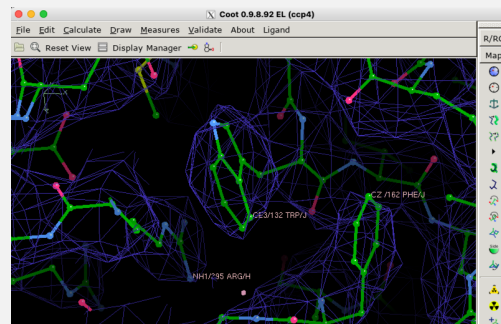 Coot 0.9.8.92 EL (ccp4)
File Edit Calculate Draw Measures Validate About Ligand
Reset View Display Manager
R/RC
Map
CZ /162 PHE/J
CE3/132 TRP/J
NH1/295 ARG/H